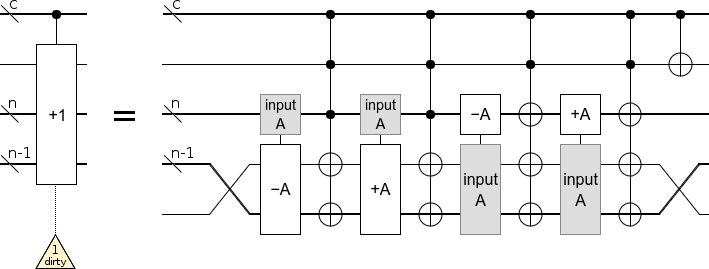 c
c
n
+1
=
n
n-1
n-1
input
A
input
A
−A
+A
−A
+A
input
A
input
A
1
dirty